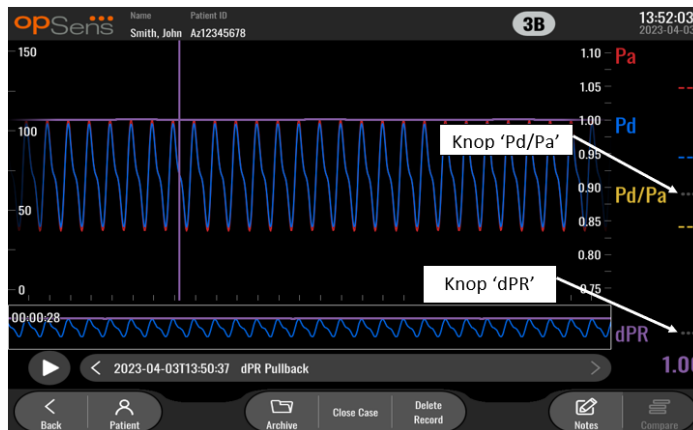 opSens
Name Patient ID
Smith, John Az12345678
3B
13:52:03
2023-04-03
150
100
50
0
1.10
1.05
1.00
0.95
0.90
0.85
0.80
0.75
Pa
--
Pd
--
Knop ‘Pd/Pa’
Pd/Pa
--
Knop ‘dPR’
00:00:28
dPR
1.00
2023-04-03T13:50:37 dPR Pullback
Back
Patient
Archive
Close Case
Delete
Record
Notes
Compare